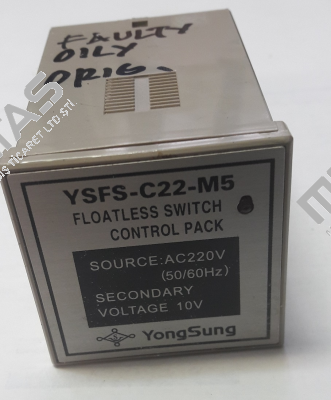 FAULTY
OILY
ORIG.
YSFS-C22-M5
FLOATLESS SWITCH
CONTROL PACK
SOURCE:AC220V
(50/60Hz)
SECONDARY
VOLTAGE 10V
YongSung